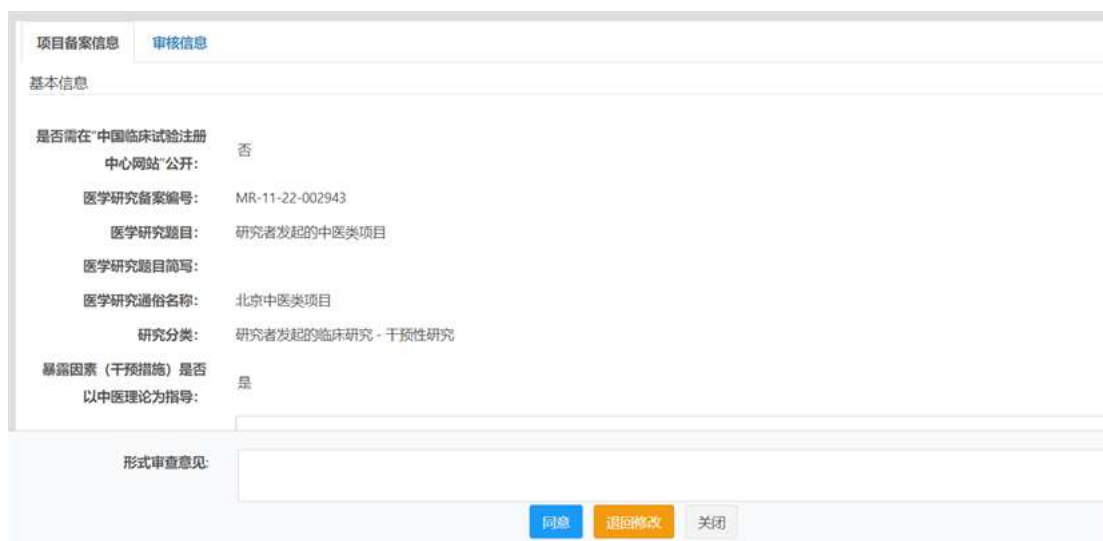 项目备案信息 审核信息
基本信息
是否需在"中国临床试验注册
中心网站"公开： 否
医学研究备案编号： MR-11-22-002943
医学研究题目： 研究者发起的中医类项目
医学研究题目简写：
医学研究通俗名称： 北京中医类项目
研究分类： 研究者发起的临床研究 - 干预性研究
暴露因素（干预措施）是否
以中医理论为指导： 是
形式审查意见:
同意 退回修改 关闭